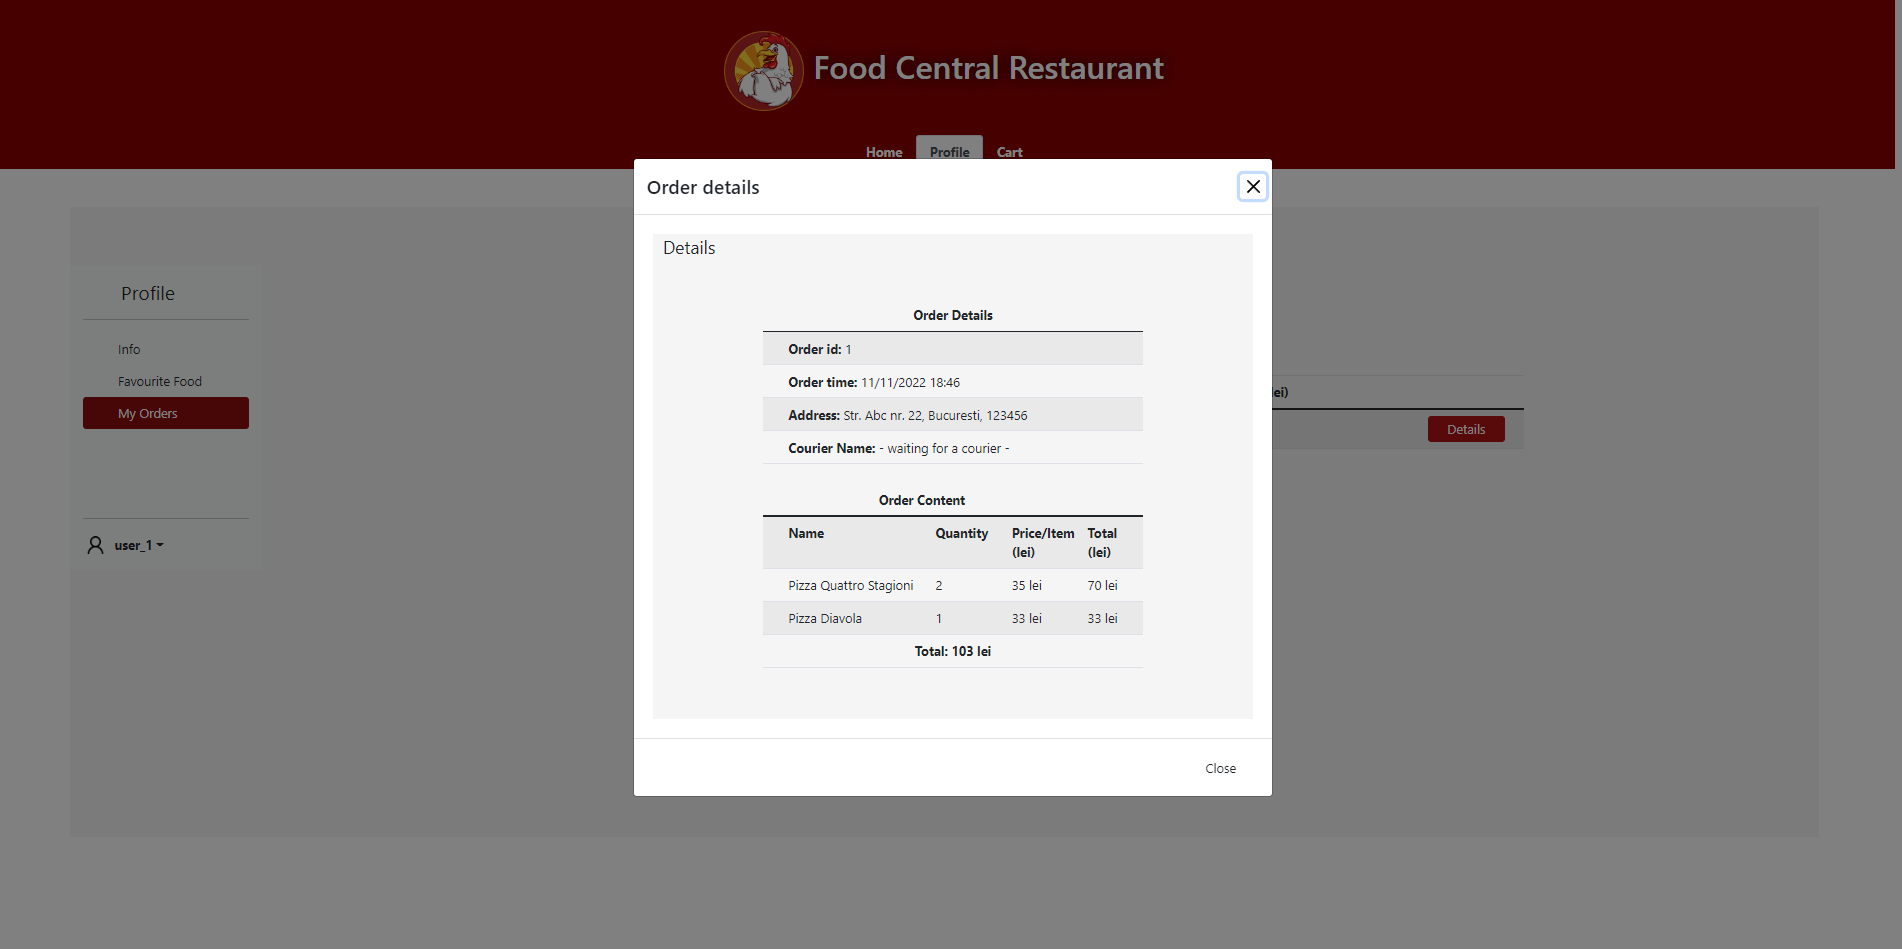 Food Central Restaurant
Home Profile Cart
Order details
Details
Order Details
Order id: 1
Order time: 11/11/2022 18:46
Address: Str. Abc nr. 22, Bucuresti, 123456
Courier Name: - waiting for a courier -
Order Content
Name Quantity Price/Item (lei) Total (lei)
Pizza Quattro Stagioni 2 35 lei 70 lei
Pizza Diavola 1 33 lei 33 lei
Total: 103 lei
Close
Profile
Info
Favourite Food
My Orders
user_1
lei)
Details